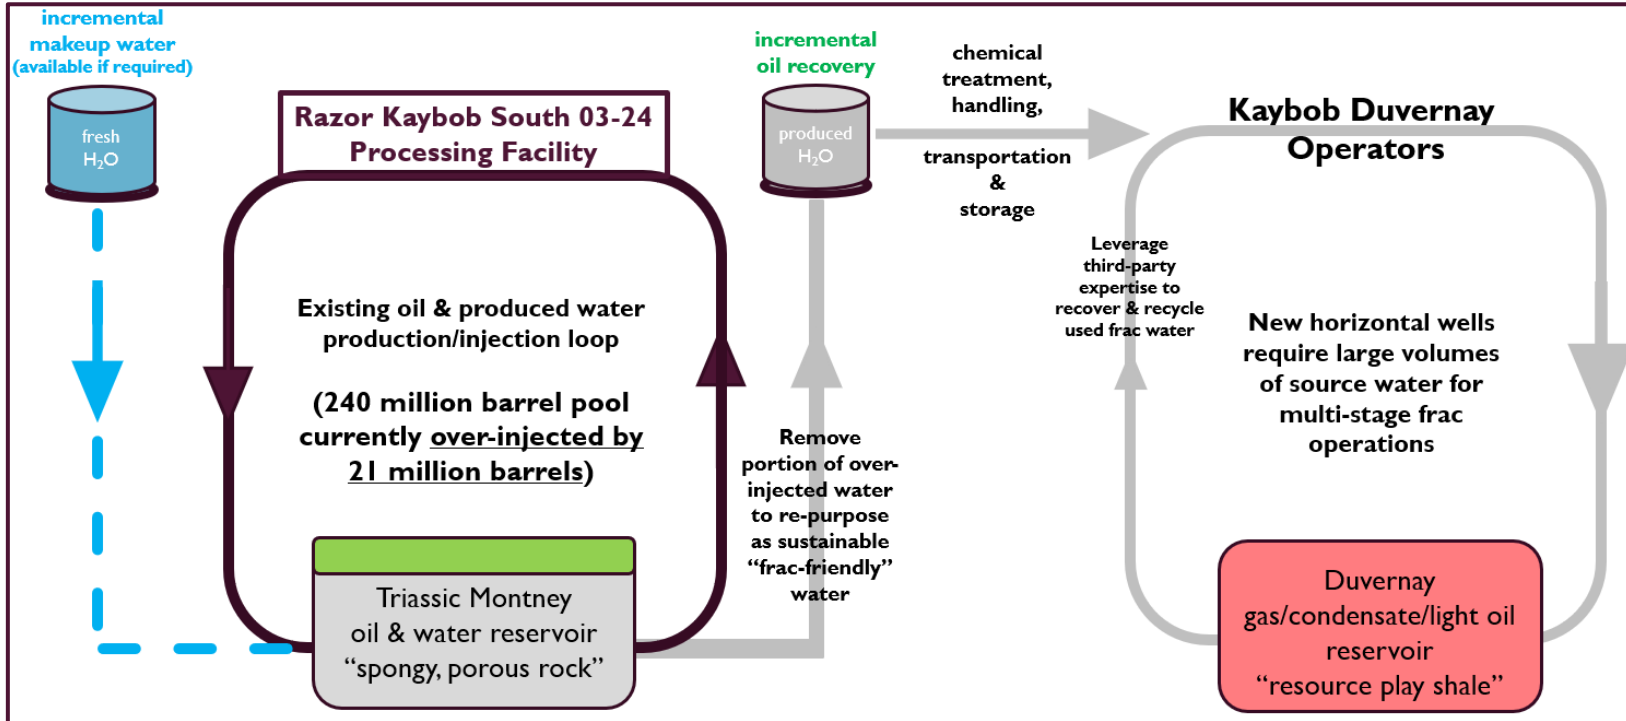 incremental
makeup water
(available if required)
fresh
H₂O
Razor Kaybob South 03-24
Processing Facility
Existing oil & produced water
production/injection loop
(240 million barrel pool
currently over-injected by
21 million barrels)
Triassic Montney
oil & water reservoir
“spongy, porous rock”
incremental
oil recovery
produced
H₂O
Remove
portion of over-
injected water
to re-purpose
as sustainable
“frac-friendly”
water
chemical
treatment,
handling,
transportation
&
storage
Kaybob Duvernay
Operators
Leverage
third-party
expertise to
recover & recycle
used frac water
New horizontal wells
require large volumes
of source water for
multi-stage frac
operations
Duvernay
gas/condensate/light oil
reservoir
“resource play shale”